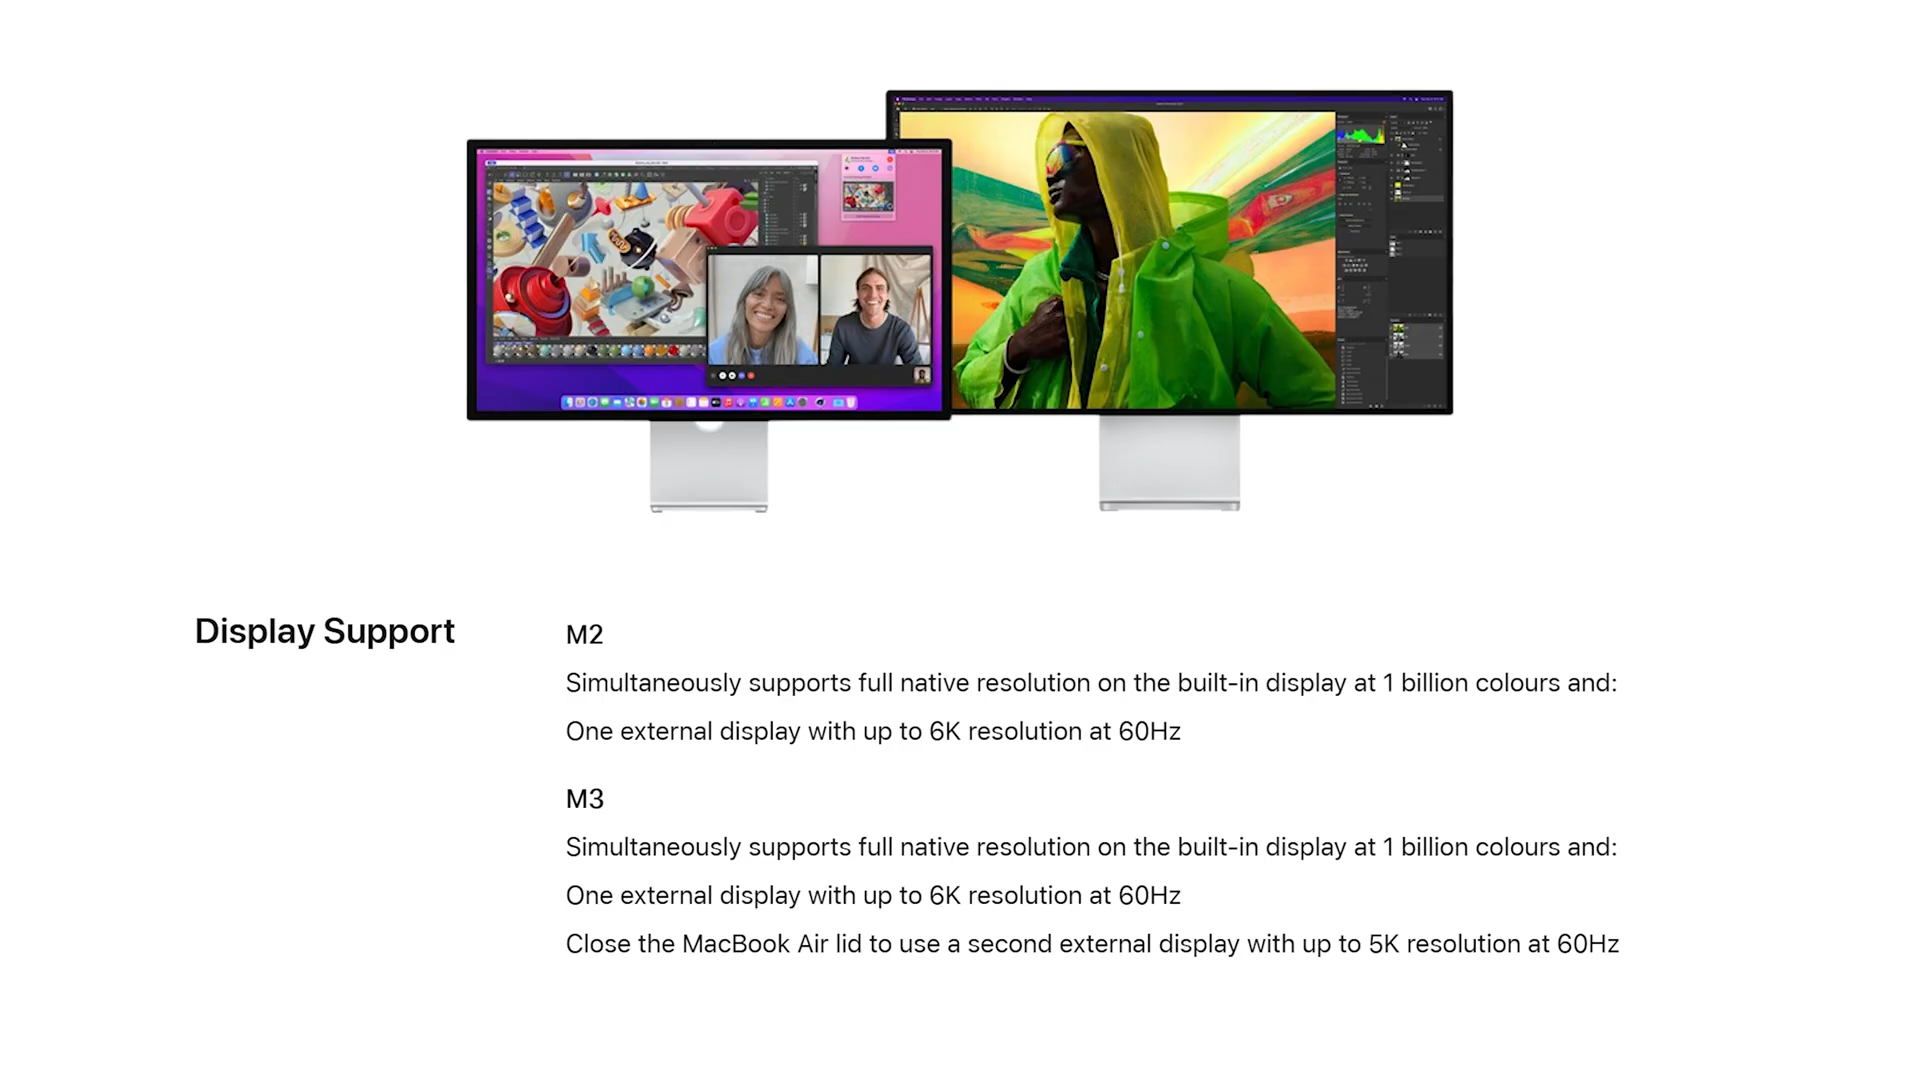 Display Support
M2
Simultaneously supports full native resolution on the built-in display at 1 billion colours and:
One external display with up to 6K resolution at 60Hz
M3
Simultaneously supports full native resolution on the built-in display at 1 billion colours and:
One external display with up to 6K resolution at 60Hz
Close the MacBook Air lid to use a second external display with up to 5K resolution at 60Hz